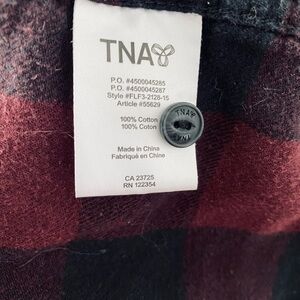 TNA
P.O. #4500045285
P.O. #4500045287
Style #FLF3-2128-15
Article #55629
100% Cotton
100% Coton
Made in China
Fabriqué en Chine
CA 23725
RN 122354
TNA